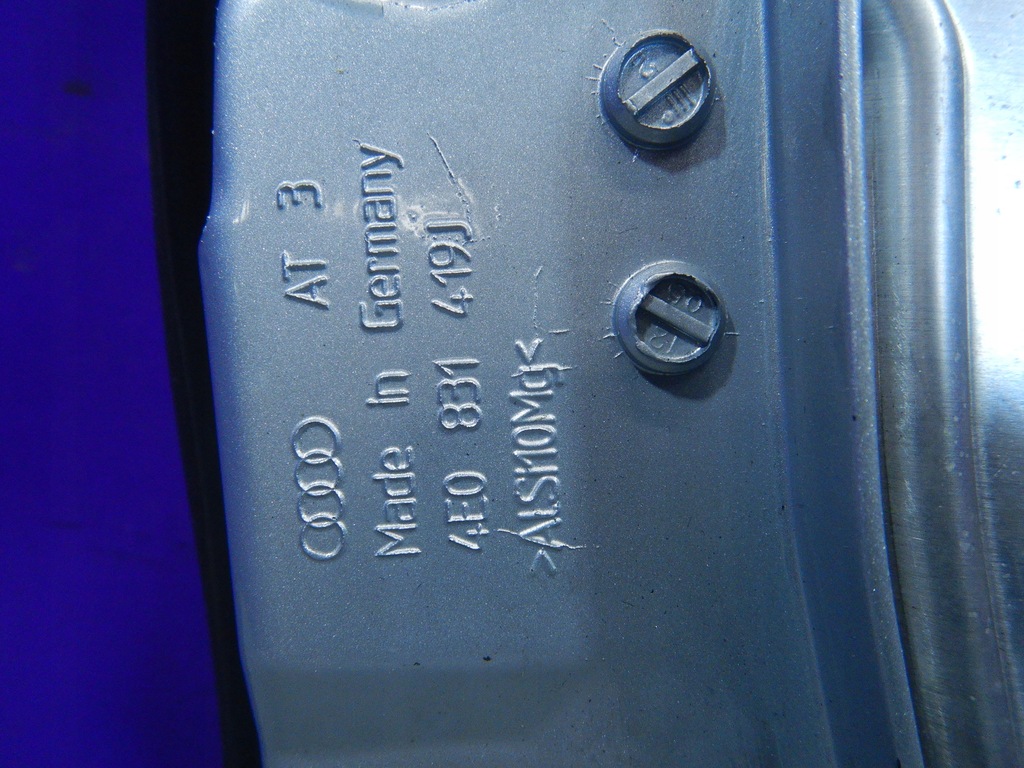 AT 3
Made in Germany
4E0 831 419J
>ALSI10Mg<